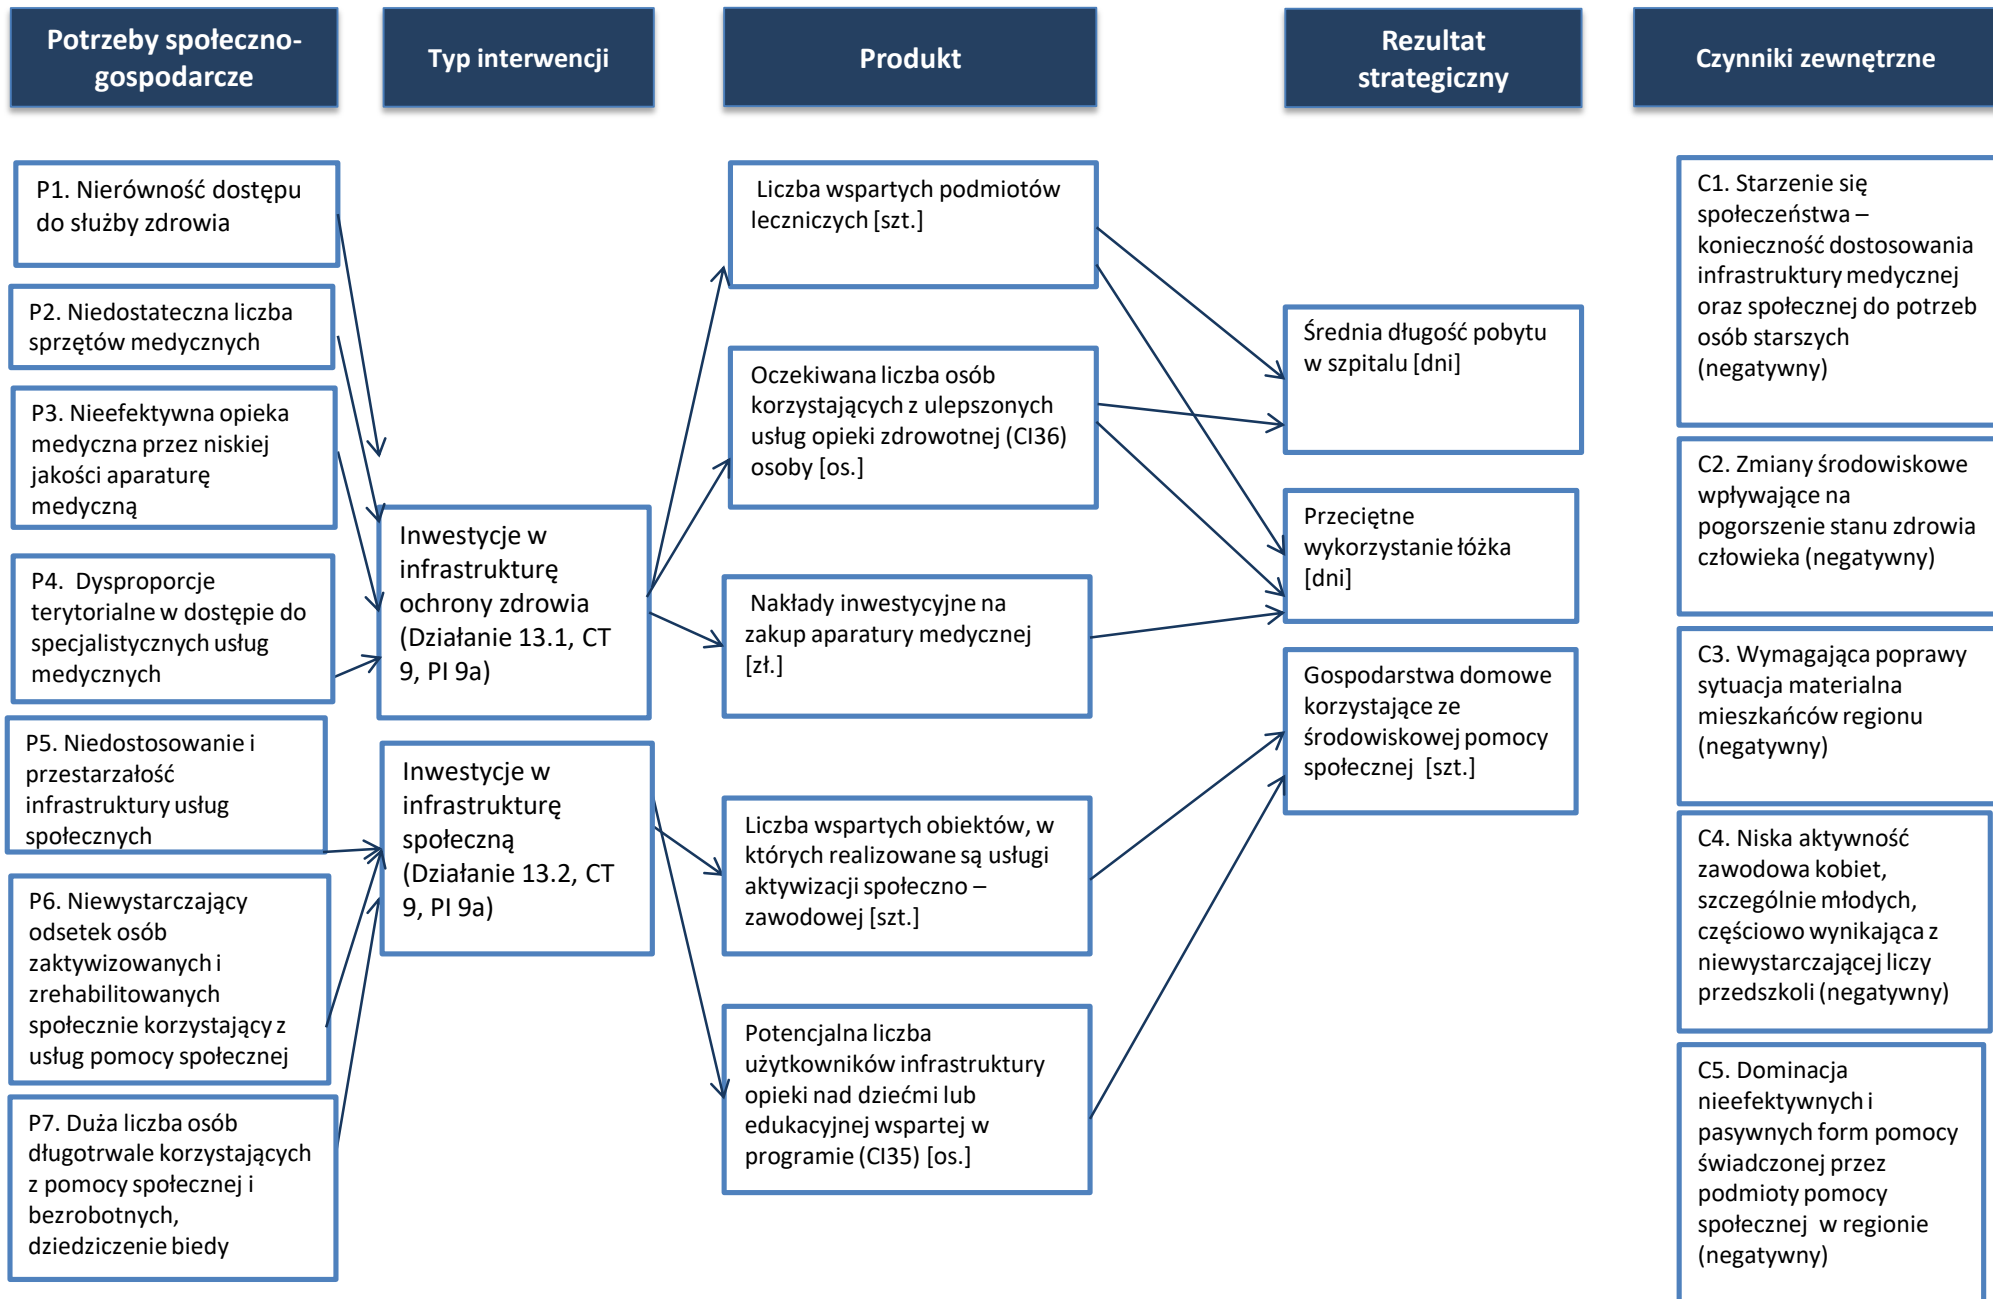 Potrzeby społeczno-
gospodarcze
Typ interwencji
Produkt
Rezultat
strategiczny
Czynniki zewnętrzne
P1. Nierówność dostępu
do służby zdrowia
P2. Niedostateczna liczba
sprzętów medycznych
P3. Nieefektywna opieka
medyczna przez niskiej
jakości aparaturę
medyczną
P4. Dysproporcje
terytorialne w dostępie do
specjalistycznych usług
medycznych
P5. Niedostosowanie i
przestarzałość
infrastruktury usług
społecznych
P6. Niewystarczający
odsetek osób
zaktywizowanych i
zrehabilitowanych
społecznie korzystający z
usług pomocy społecznej
P7. Duża liczba osób
długotrwale korzystających
z pomocy społecznej i
bezrobotnych,
dziedziczenie biedy
Inwestycje w
infrastrukturę
ochrony zdrowia
(Działanie 13.1, CT
9, PI 9a)
Inwestycje w
infrastrukturę
społeczną
(Działanie 13.2, CT
9, PI 9a)
Liczba wspartych podmiotów
leczniczych [szt.]
Oczekiwana liczba osób
korzystających z ulepszonych
usług opieki zdrowotnej (CI36)
osoby [os.]
Nakłady inwestycyjne na
zakup aparatury medycznej
[zł.]
Liczba wspartych obiektów, w
których realizowane są usługi
aktywizacji społeczno –
zawodowej [szt.]
Potencjalna liczba
użytkowników infrastruktury
opieki nad dziećmi lub
edukacyjnej wspartej w
programie (CI35) [os.]
Średnia długość pobytu
w szpitalu [dni]
Przeciętne
wykorzystanie łóżka
[dni]
Gospodarstwa domowe
korzystające ze
środowiskowej pomocy
społecznej [szt.]
C1. Starzenie się
społeczeństwa –
konieczność dostosowania
infrastruktury medycznej
oraz społecznej do potrzeb
osób starszych
(negatywny)
C2. Zmiany środowiskowe
wpływające na
pogorszenie stanu zdrowia
człowieka (negatywny)
C3. Wymagająca poprawy
sytuacja materialna
mieszkańców regionu
(negatywny)
C4. Niska aktywność
zawodowa kobiet,
szczególnie młodych,
częściowo wynikająca z
niewystarczającej liczy
przedszkoli (negatywny)
C5. Dominacja
nieefektywnych i
pasywnych form pomocy
świadczonej przez
podmioty pomocy
społecznej w regionie
(negatywny)